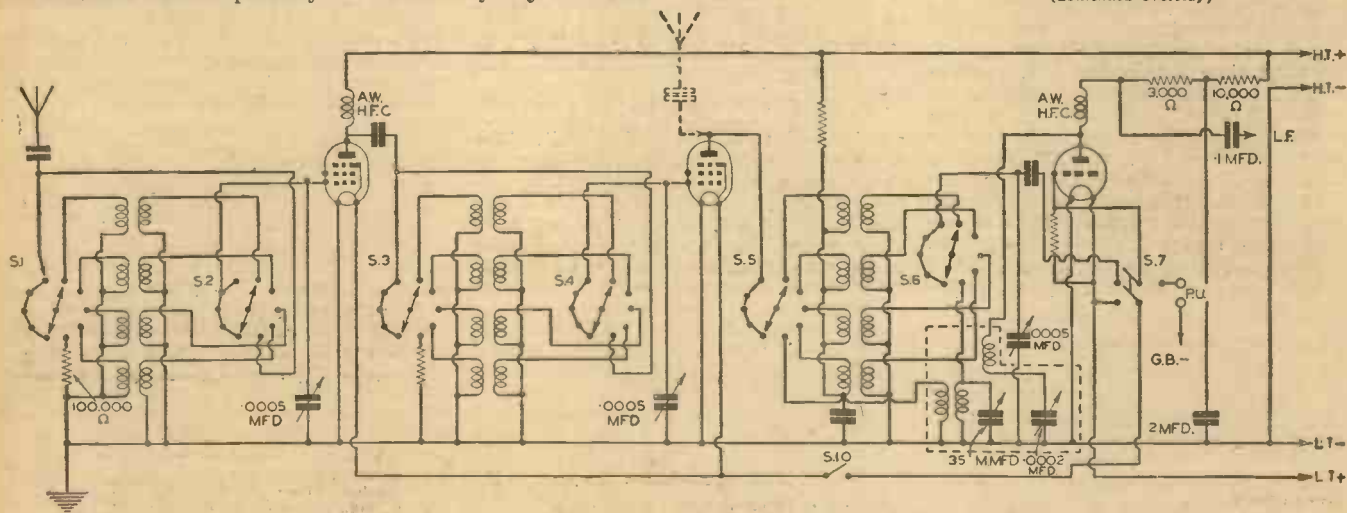 H.T.+
H.T.-
A.W.
H.F.C.
A.W.
H.F.C.
3,000
Ω
10,000
Ω
L.F.
.1 MFD.
S.1
S.2
S.3
S.4
S.5
S.6
S.7
P.U.
G.B.-
.0005
MFD
100,000
Ω
.0005
MFD
.0005
MFD
2 MFD.
S.10
35 M.MFD
.0002
MFD
L.T-
L.T+